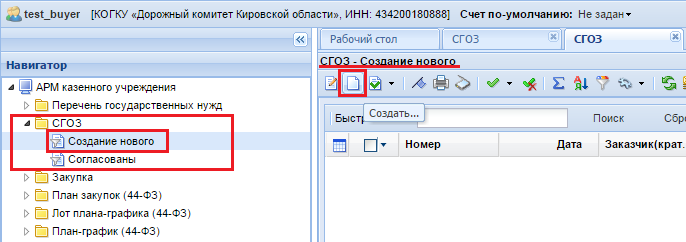 test_buyer [КОГКУ «Дорожный комитет Кировской области», ИНН: 434200180888) Счет по-умолчанию: Не задан
Рабочий стол СГОЗ СГОЗ
Навигатор
СГОЗ - Создание нового
АРМ казенного учреждения
Перечень государственных нужд
СГОЗ
Создать...
Быстр Поиск Сбро
Создание нового
Номер Дата Заказчик(крат.
Согласованы
Закупка
План закупок (44-ФЗ)
Лот плана-графика (44-ФЗ)
План-график (44-ФЗ)